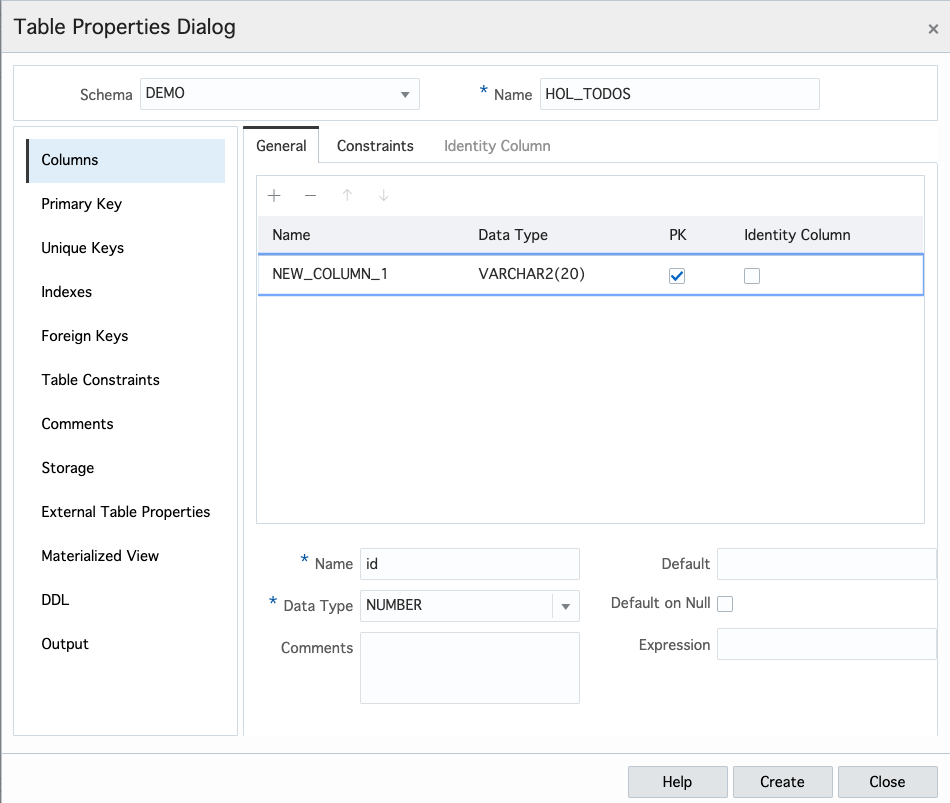 Table Properties Dialog
Schema DEMO * Name HOL_TODOS
Columns
Primary Key
Unique Keys
Indexes
Foreign Keys
Table Constraints
Comments
Storage
External Table Properties
Materialized View
DDL
Output
General Constraints Identity Column
Name Data Type PK Identity Column
NEW_COLUMN_1 VARCHAR2(20)
* Name id Default
* Data Type NUMBER Default on Null
Comments Expression
Help Create Close